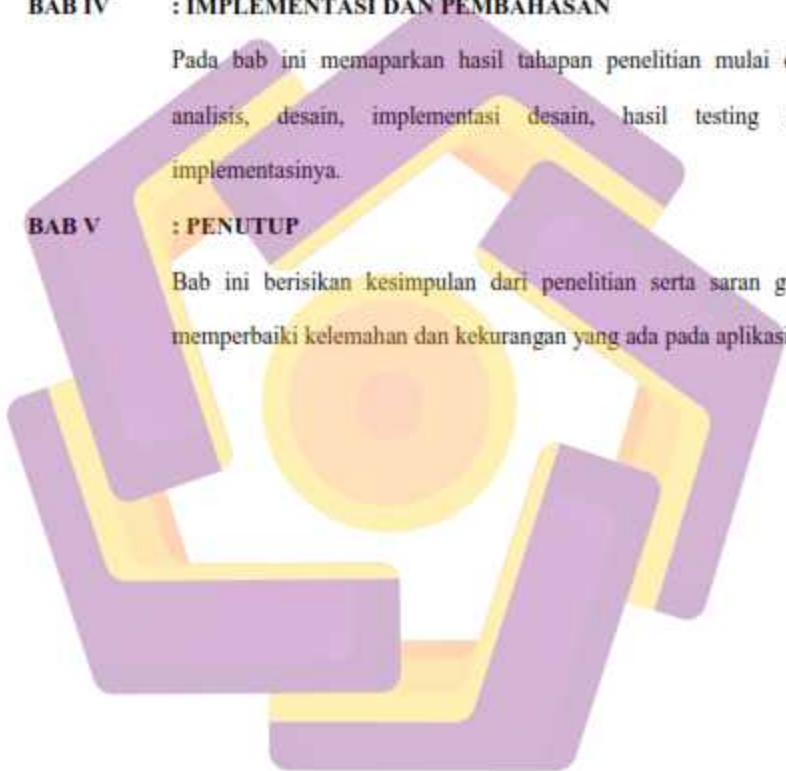 BAB IV : IMPLEMENTASI DAN PEMBAHASAN
Pada bab ini memaparkan hasil tahapan penelitian mulai
analisis, desain, implementasi desain, hasil testing
implementasinya.
BAB V : PENUTUP
Bab ini berisikan kesimpulan dari penelitian serta saran
memperbaiki kelemahan dan kekurangan yang ada pada aplikasi